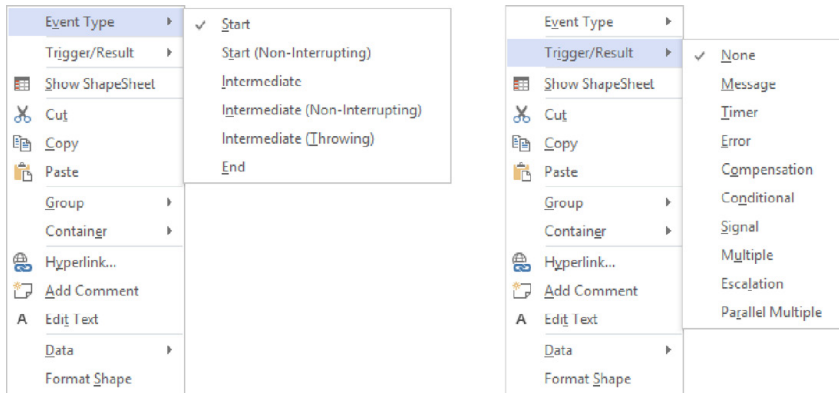 Event Type
Trigger/Result
Show ShapeSheet
Cut
Copy
Paste
Group
Container
Hyperlink...
Add Comment
A Edit Text
Data
Format Shape
Start
Start (Non-Interrupting)
Intermediate
Intermediate (Non-Interrupting)
Intermediate (Throwing)
End
Event Type
Trigger/Result
Show ShapeSheet
Cut
Copy
Paste
Group
Container
Hyperlink...
Add Comment
A Edit Text
Data
Format Shape
None
Message
Timer
Error
Compensation
Conditional
Signal
Multiple
Escalation
Parallel Multiple